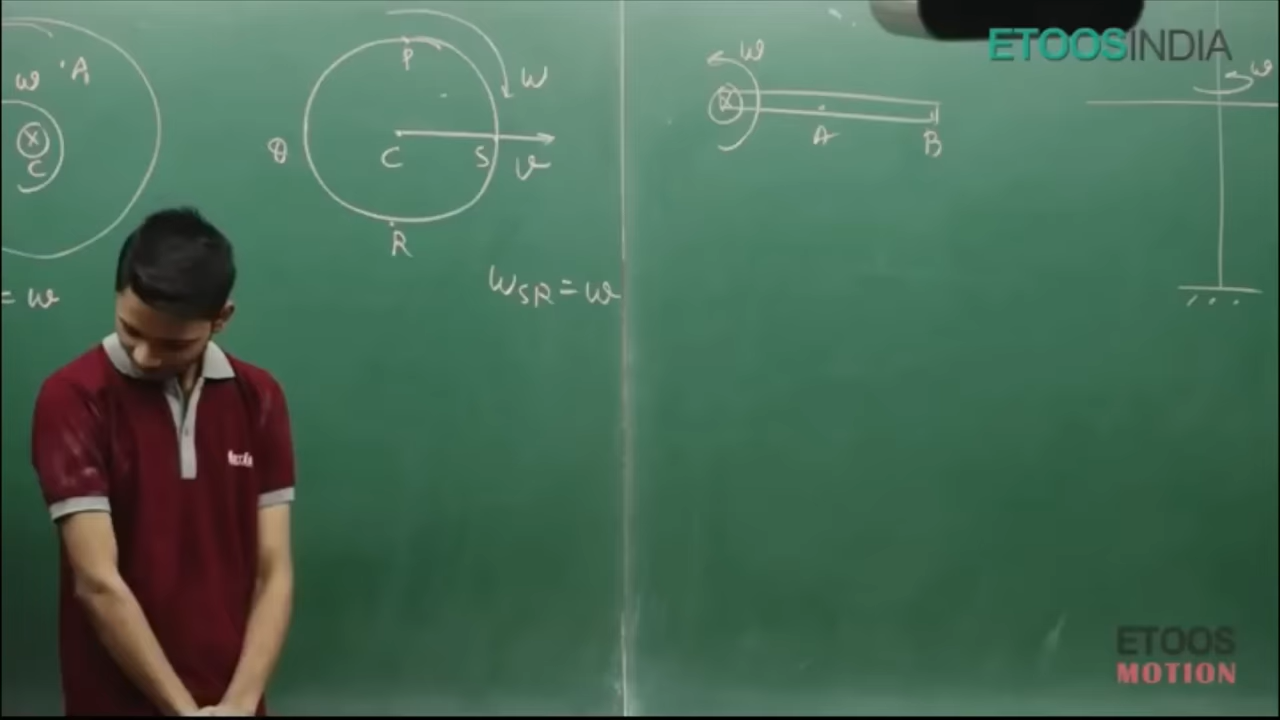 ETOOSINDIA
ω
A,
C
= ω
P
ω
Q
C
S
v
R
ω_SR = ω
ω
A
B
ω
ETOOS
MOTION